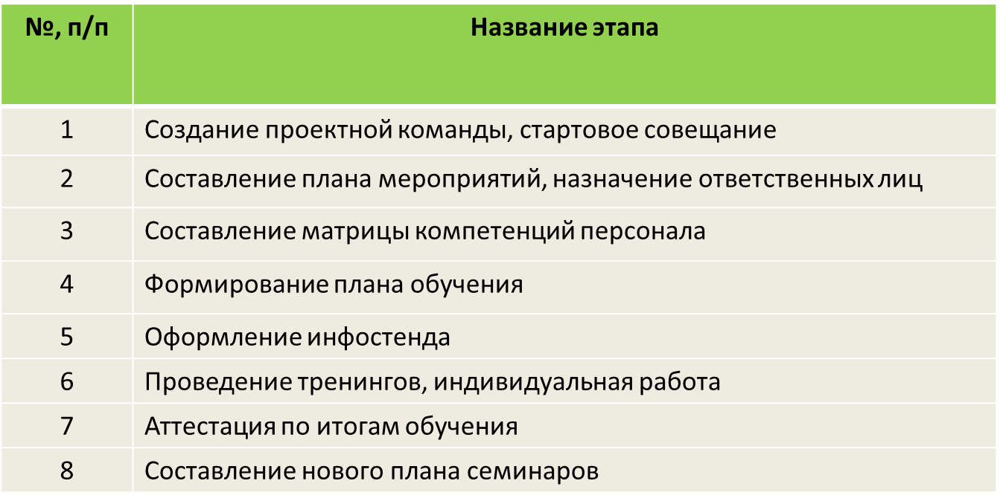 №, п/п Название этапа
1 Создание проектной команды, стартовое совещание
2 Составление плана мероприятий, назначение ответственных лиц
3 Составление матрицы компетенций персонала
4 Формирование плана обучения
5 Оформление инфостенда
6 Проведение тренингов, индивидуальная работа
7 Аттестация по итогам обучения
8 Составление нового плана семинаров